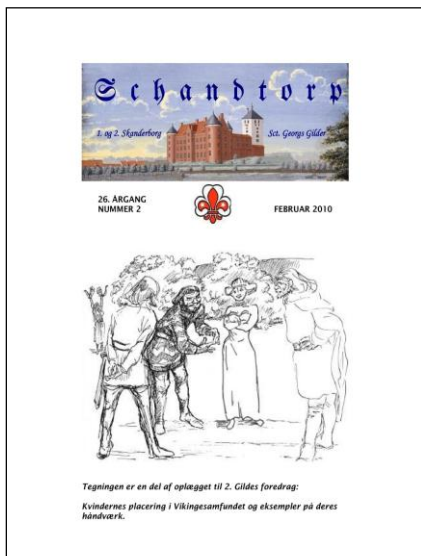 Schandtorp
1. og 2. Skanderborg Sct. Georgs Gilder
26. ÅRGANG
NUMMER 2 FEBRUAR 2010
Tegningen er en del af oplægget til 2. Gildes foredrag:
Kvindernes placering i Vikingesamfundet og eksempler på deres
håndværk.